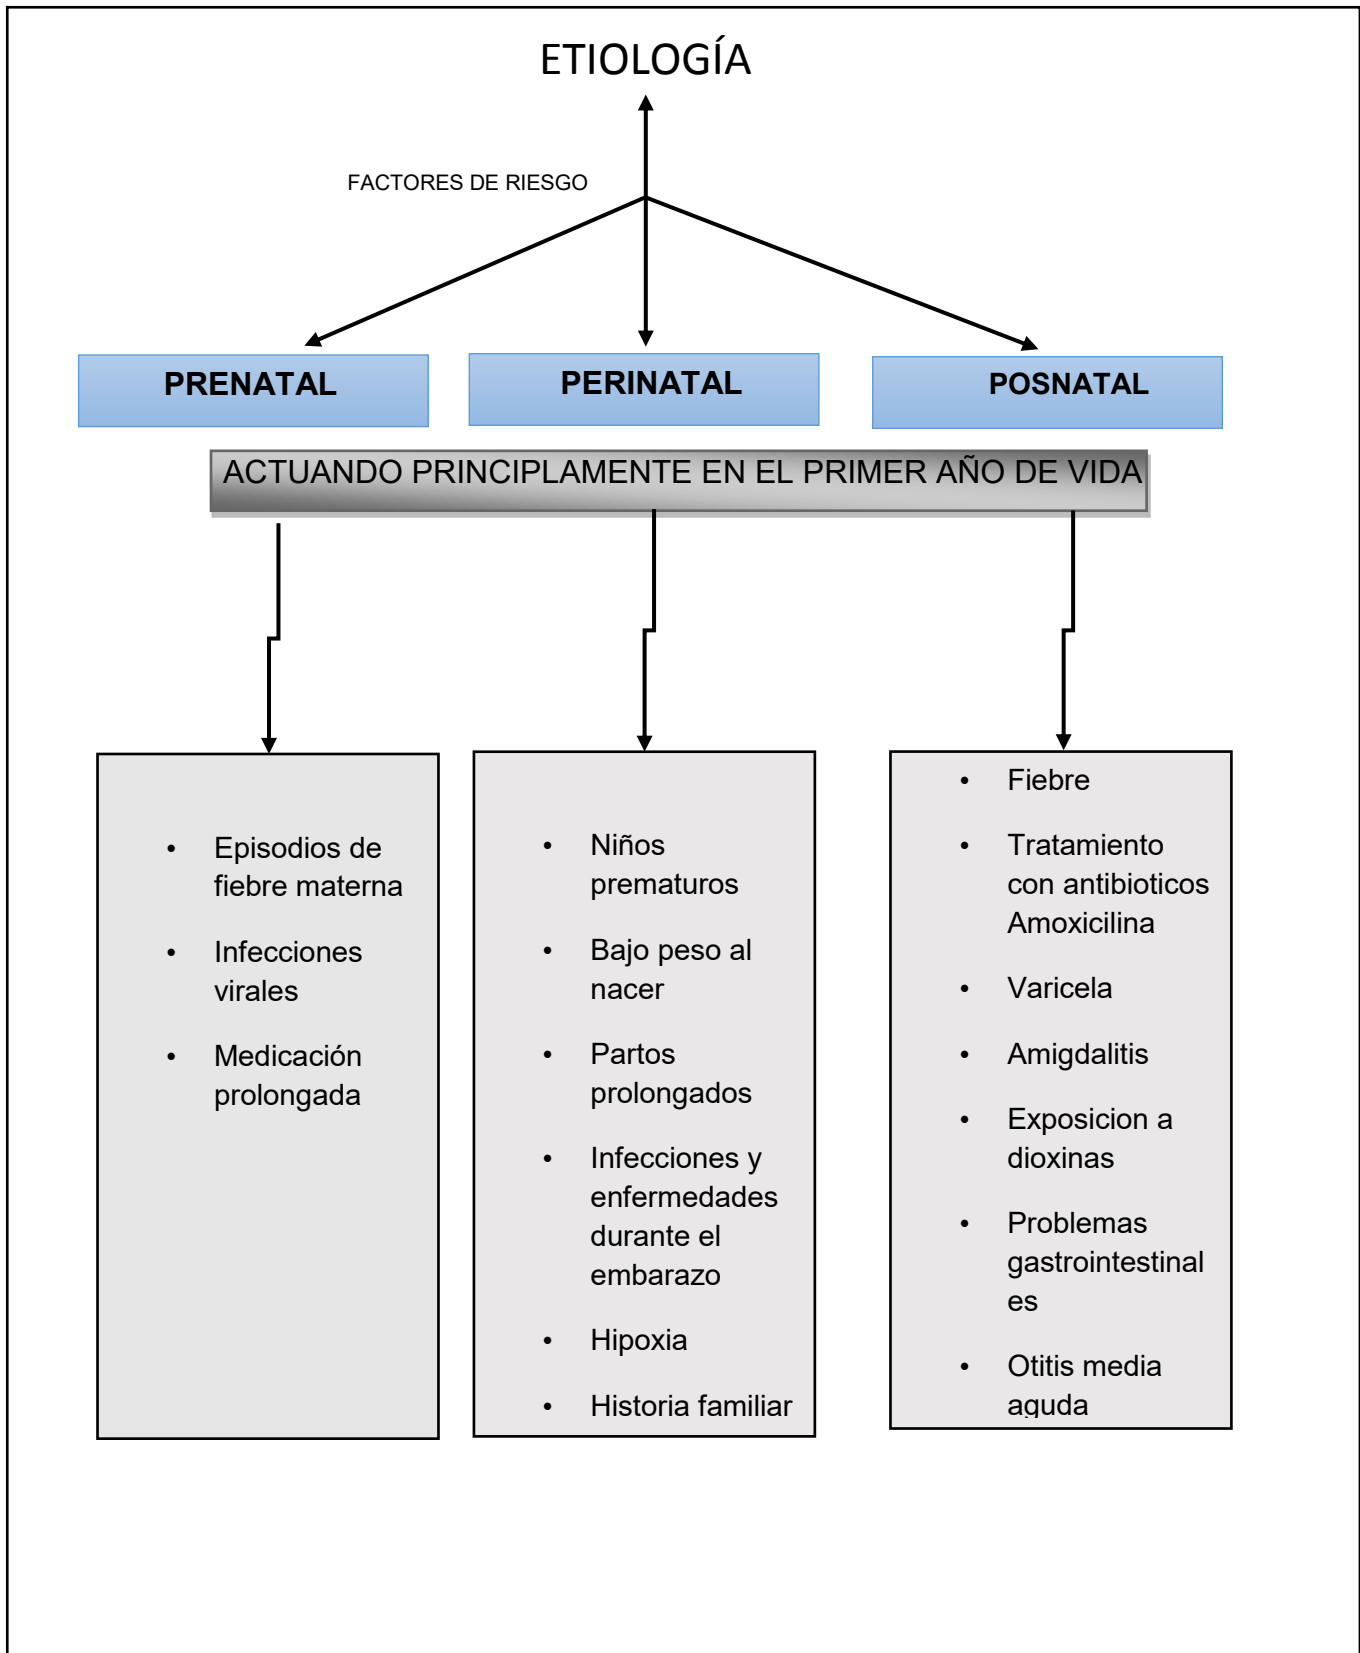 ETIOLOGÍA
FACTORES DE RIESGO
PRENATAL
PERINATAL
POSNATAL
ACTUANDO PRINCIPLAMENTE EN EL PRIMER AÑO DE VIDA
• Episodios de
fiebre materna
• Infecciones
virales
• Medicación
prolongada
• Niños
prematuros
• Bajo peso al
nacer
• Partos
prolongados
• Infecciones y
enfermedades
durante el
embarazo
• Hipoxia
• Historia familiar
• Fiebre
• Tratamiento
con antibioticos
Amoxicilina
• Varicela
• Amigdalitis
• Exposicion a
dioxinas
• Problemas
gastrointestinal
es
• Otitis media
aguda